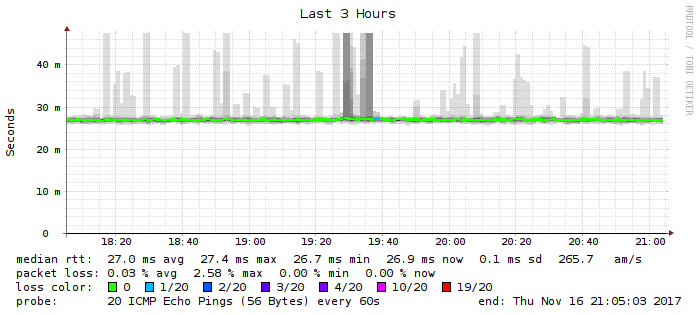 Last 3 Hours
RRDTOOL / TOBI OETIKER
Seconds
40 m
30 m
20 m
10 m
0
18:20 18:40 19:00 19:20 19:40 20:00 20:20 20:40 21:00
median rtt: 27.0 ms avg 27.4 ms max 26.7 ms min 26.9 ms now 0.1 ms sd 265.7 am/s
packet loss: 0.03 % avg 2.58 % max 0.00 % min 0.00 % now
loss color: 0 1/20 2/20 3/20 4/20 10/20 19/20
probe: 20 ICMP Echo Pings (56 Bytes) every 60s end: Thu Nov 16 21:05:03 2017